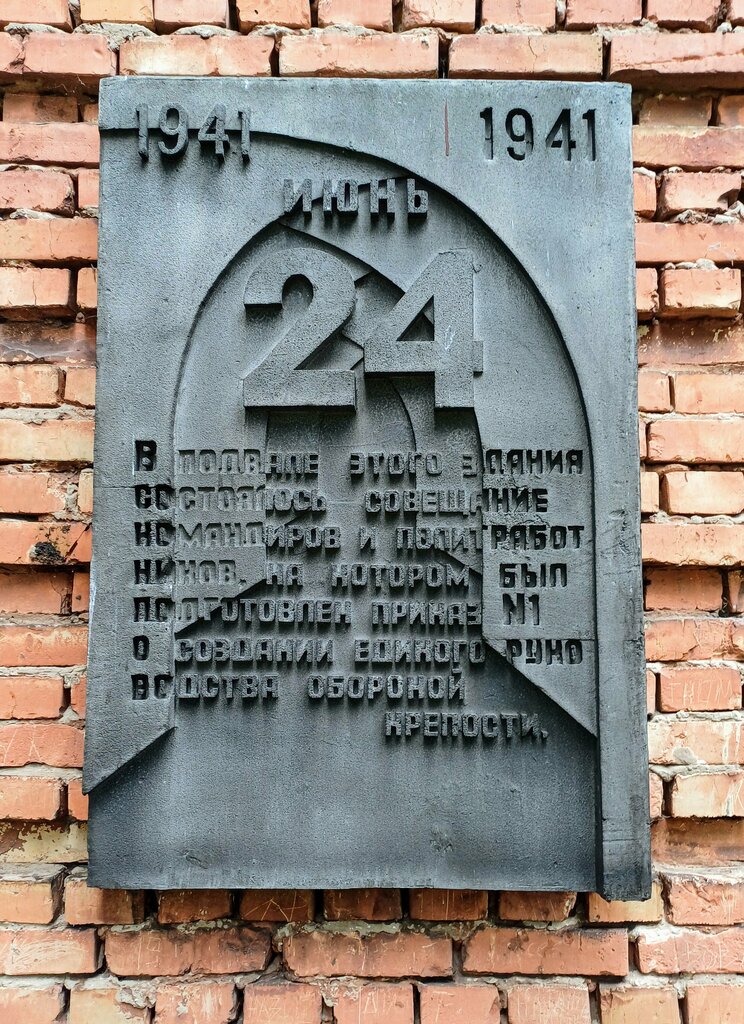 1941 1941
ИЮНЬ
24
В ПОДВАЛЕ ЭТОГО ЗДАНИЯ
СОСТОЯЛОСЬ СОВЕЩАНИЕ
КОМАНДИРОВ И ПОЛИТРАБОТ
НИКОВ, НА КОТОРОМ БЫЛ
ПОДГОТОВЛЕН ПРИКАЗ N1
О СОЗДАНИИ ЕДИНОГО РУКО
ВОДСТВА ОБОРОНОЙ
КРЕПОСТИ.